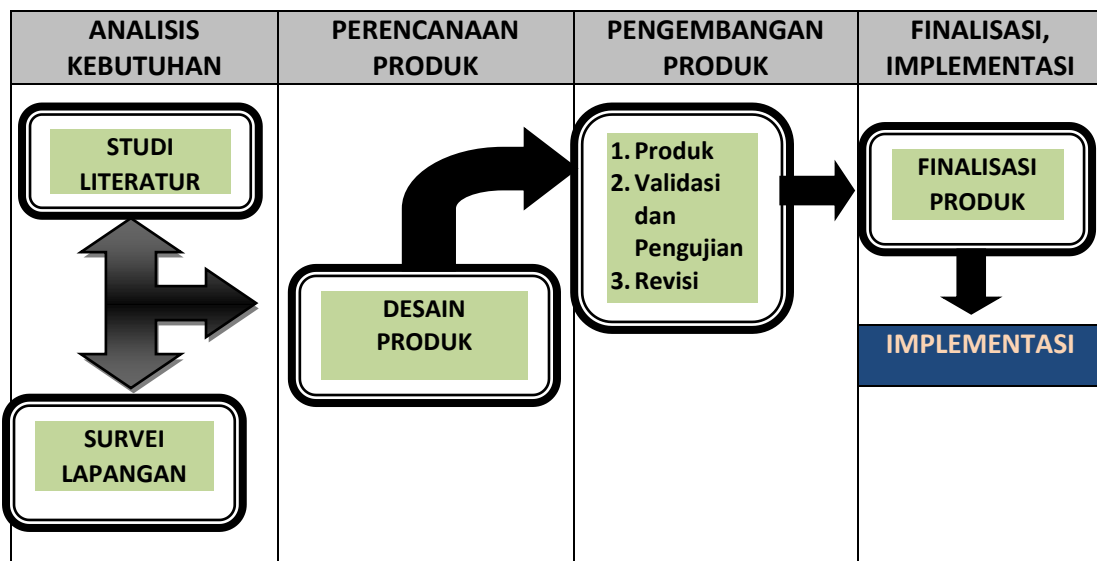 ANALISIS
KEBUTUHAN
PERENCANAAN
PRODUK
PENGEMBANGAN
PRODUK
FINALISASI,
IMPLEMENTASI
STUDI
LITERATUR
SURVEI
LAPANGAN
DESAIN
PRODUK
1. Produk
2. Validasi
dan
Pengujian
3. Revisi
FINALISASI
PRODUK
IMPLEMENTASI